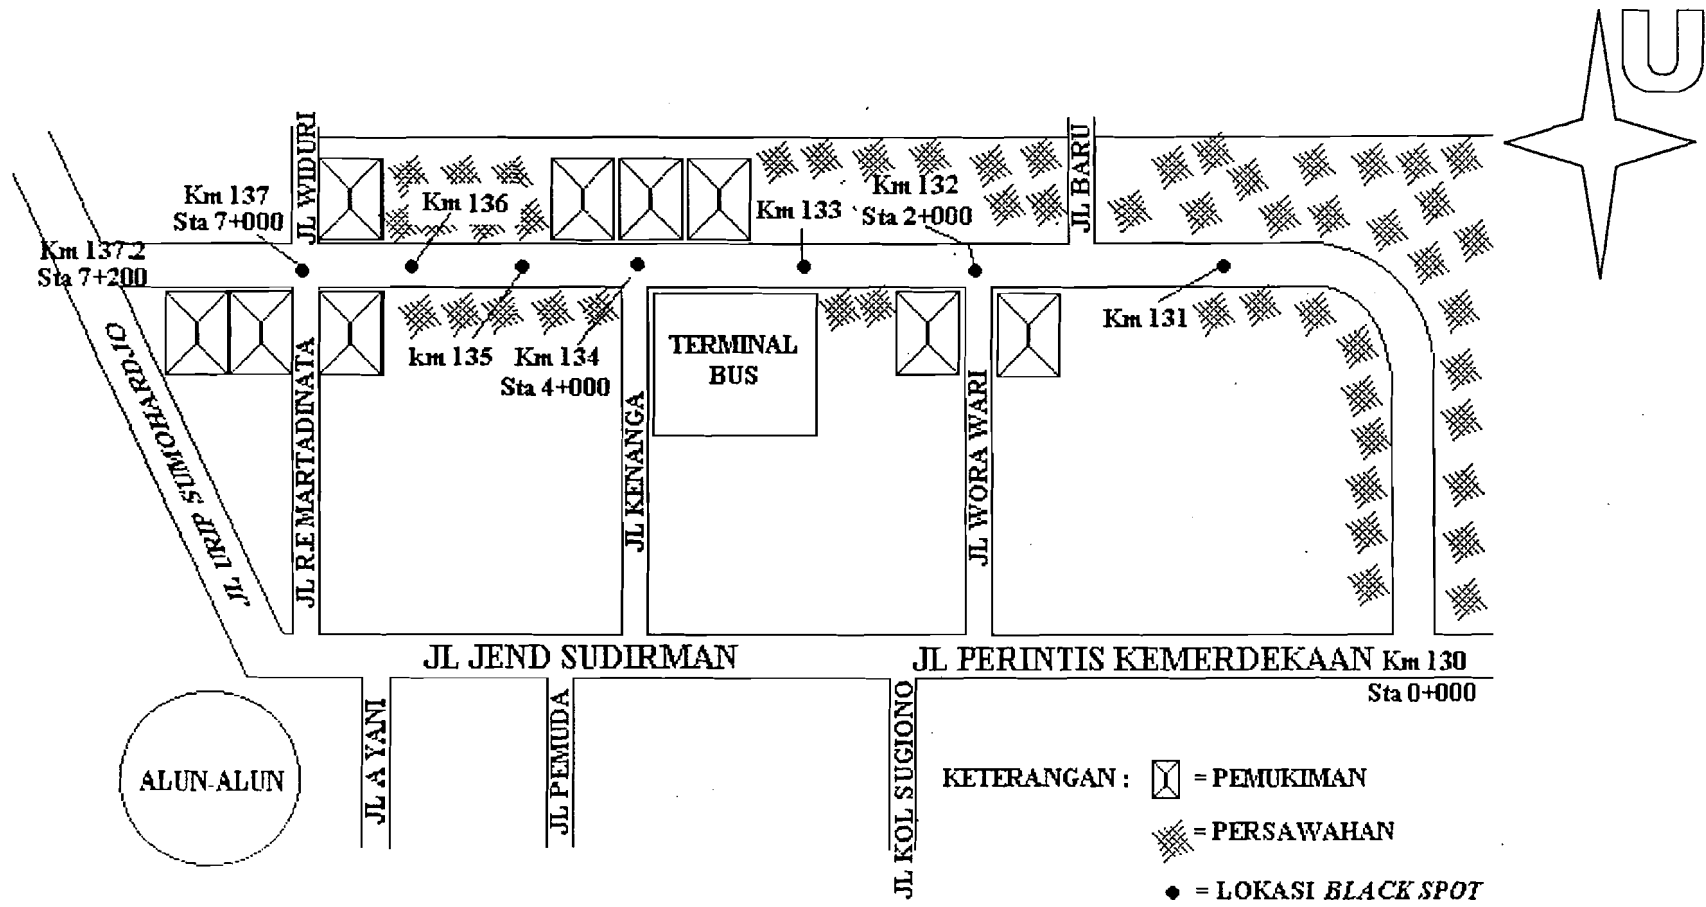 U
JL WIDURI
JL BARU
Km 137
Sta 7+000
Km 136
Km 133
Km 132
Sta 2+000
Km 137.2
Sta 7+200
Km 131
km 135
Km 134
Sta 4+000
TERMINAL
BUS
JL URIP SUMOHARDJO
JL R.E MARTADINATA
JL KENANGA
JL WORA WARI
JL JEND SUDIRMAN
JL PERINTIS KEMERDEKAAN Km 130
Sta 0+000
ALUN-ALUN
JL A YANI
JL PEMUDA
JL KOL SUGIONO
KETERANGAN : = PEMUKIMAN
= PERSAWAHAN
= LOKASI BLACK SPOT